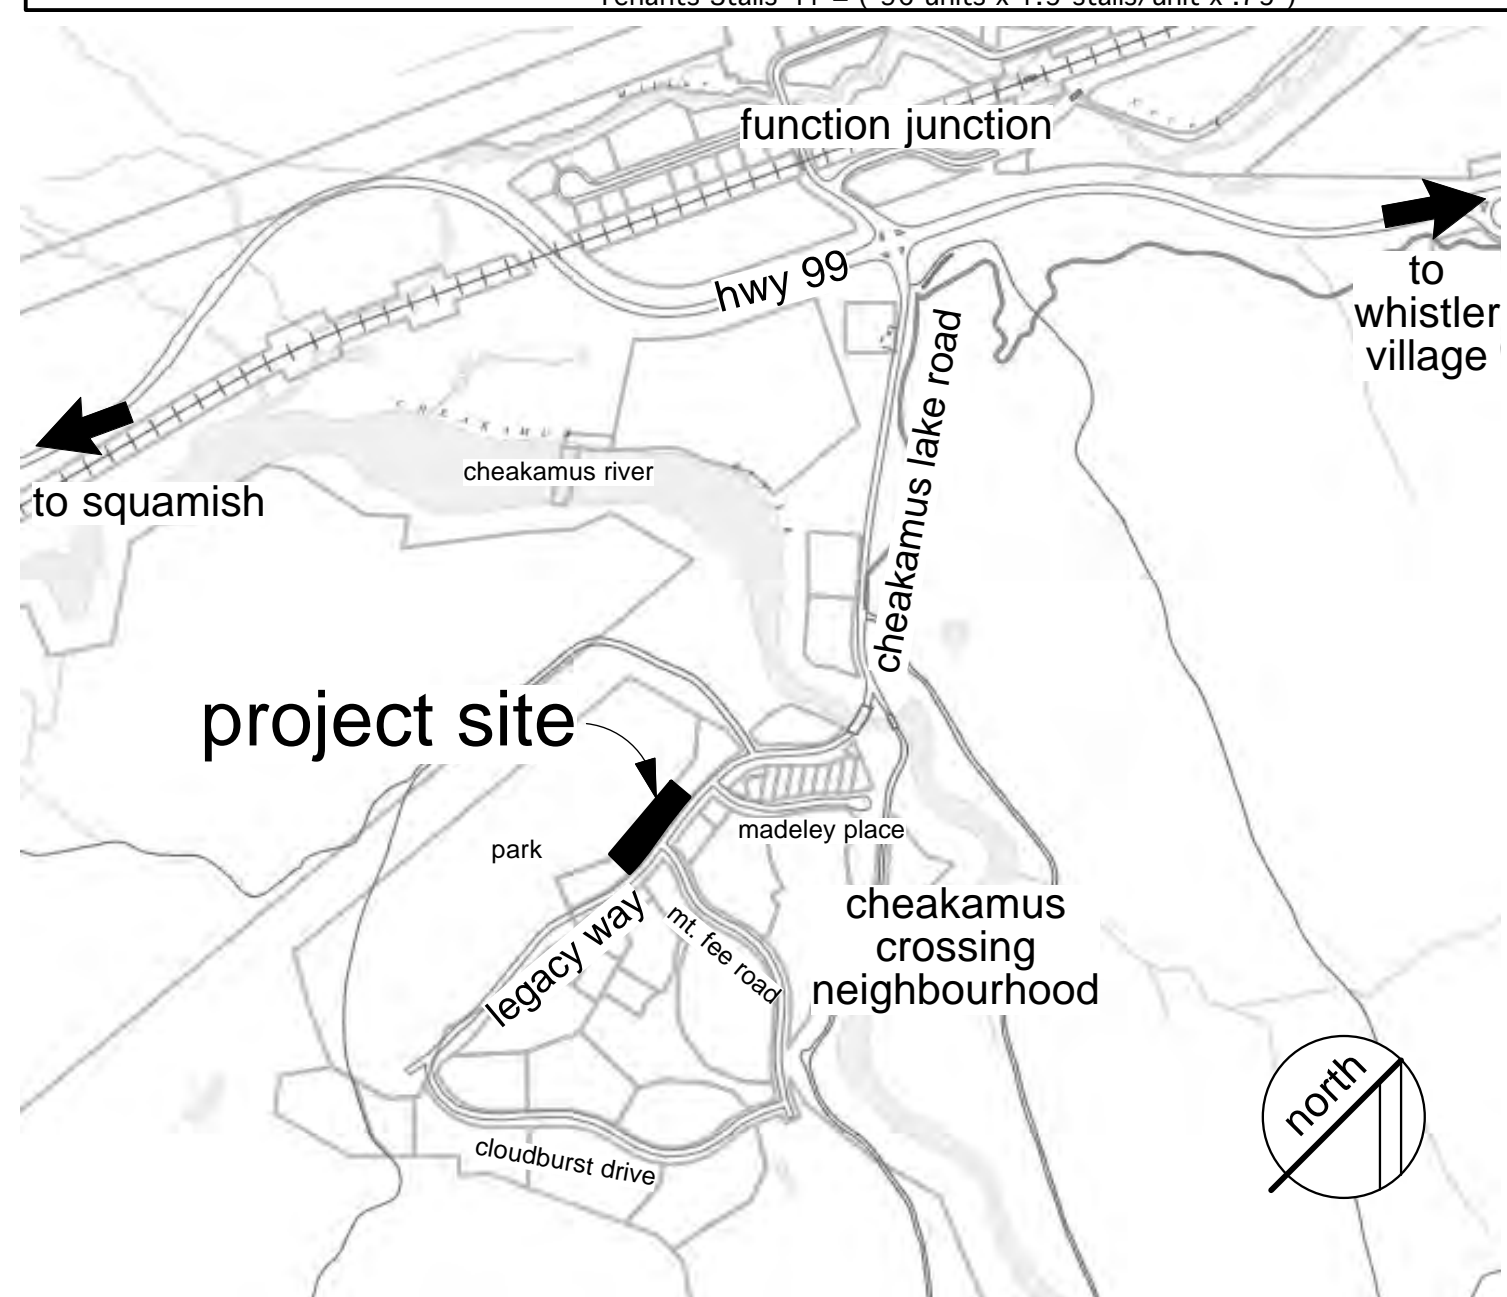 function junction
hwy 99
to
whistler
village
cheakamus lake road
CHEAKAMUS
cheakamus river
to squamish
project site
madeley place
park
legacy way
mt. fee road
cheakamus
crossing
neighbourhood
cloudburst drive
north